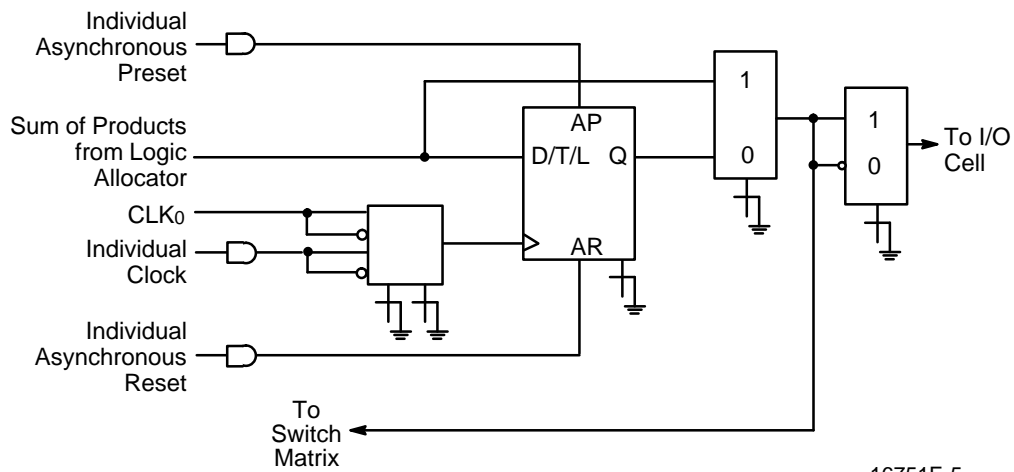 Individual
Asynchronous
Preset
Sum of Products
from Logic
Allocator
CLK0
Individual
Clock
Individual
Asynchronous
Reset
AP
D/T/L Q
AR
1
0
1
0
To I/O
Cell
To
Switch
Matrix